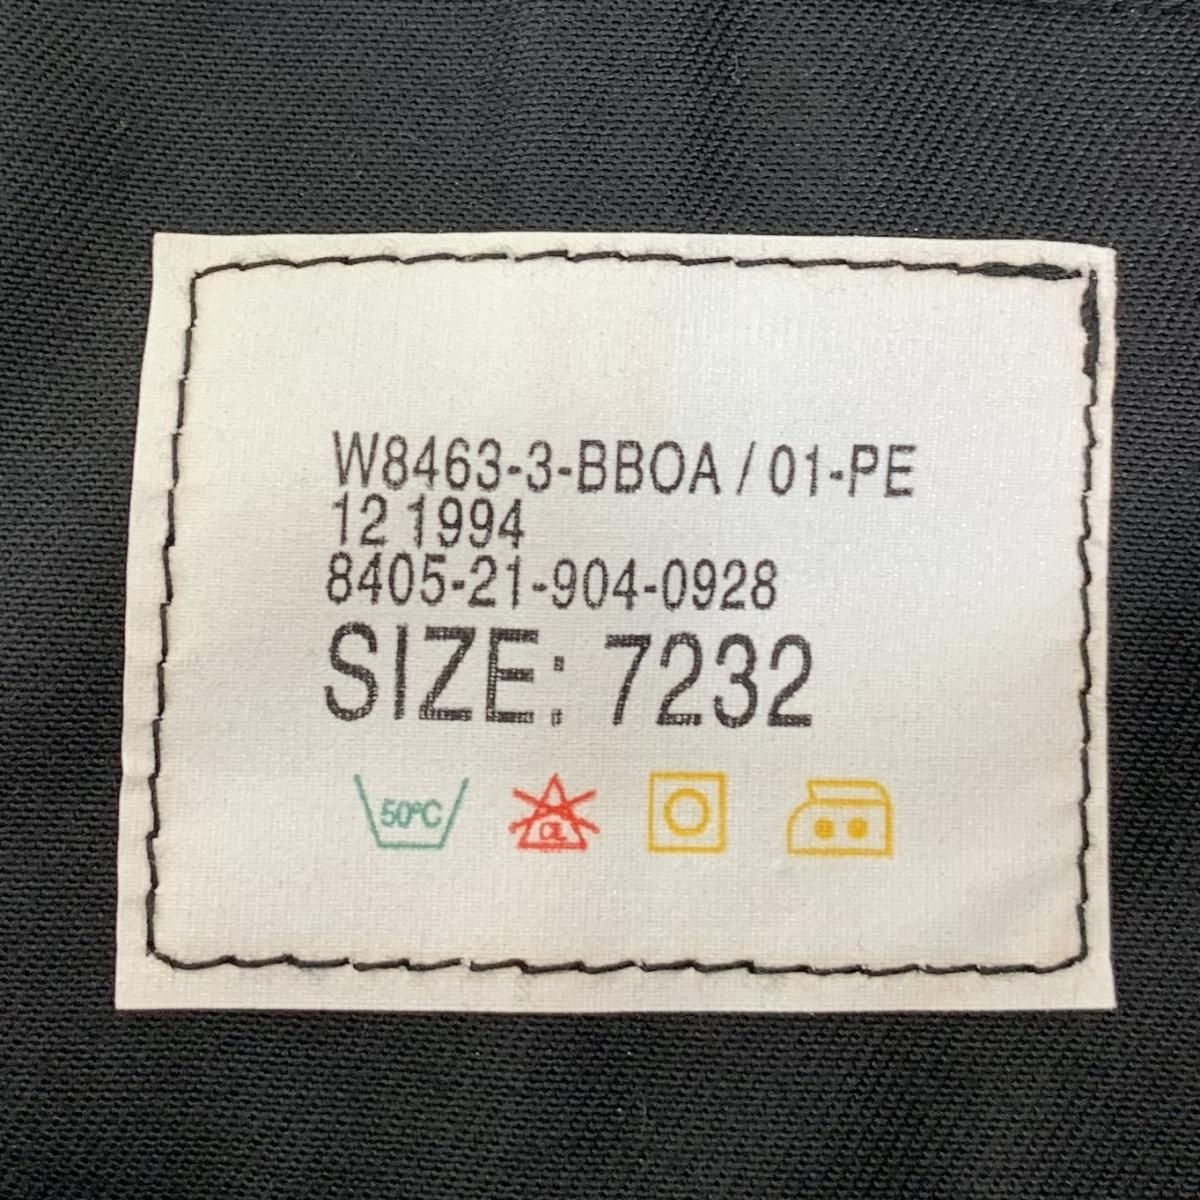 W8463-3-BBOA / 01-PE
12 1994
8405-21-904-0928
SIZE: 7232
50°C
CL